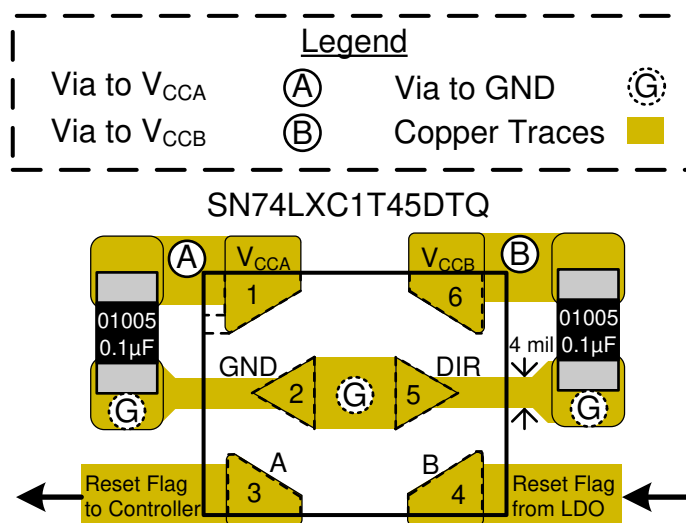 Legend
Via to VCCA A Via to GND G
Via to VCCB B Copper Traces
SN74LXC1T45DTQ
A B
VCCA VCCB
1 6
01005 01005
0.1µF 4 mil 0.1µF
GND DIR
2 G 5
G G
A B
Reset Flag 3 4 Reset Flag
to Controller from LDO